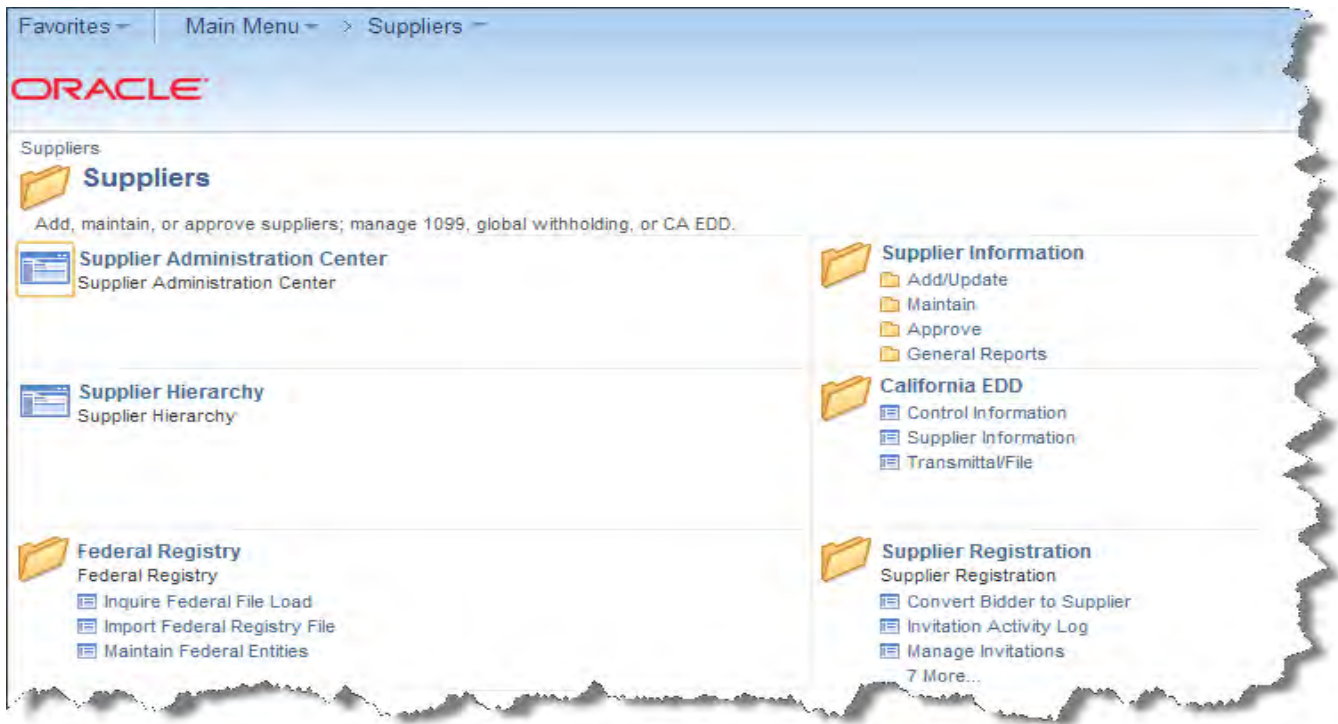 Favorites Main Menu > Suppliers
ORACLE
Suppliers
Suppliers
Add, maintain, or approve suppliers; manage 1099, global withholding, or CA EDD.
Supplier Administration Center
Supplier Administration Center
Supplier Information
Add/Update
Maintain
Approve
General Reports
Supplier Hierarchy
Supplier Hierarchy
California EDD
Control Information
Supplier Information
Transmittal/File
Federal Registry
Federal Registry
Inquire Federal File Load
Import Federal Registry File
Maintain Federal Entities
Supplier Registration
Supplier Registration
Convert Bidder to Supplier
Invitation Activity Log
Manage Invitations
7 More...